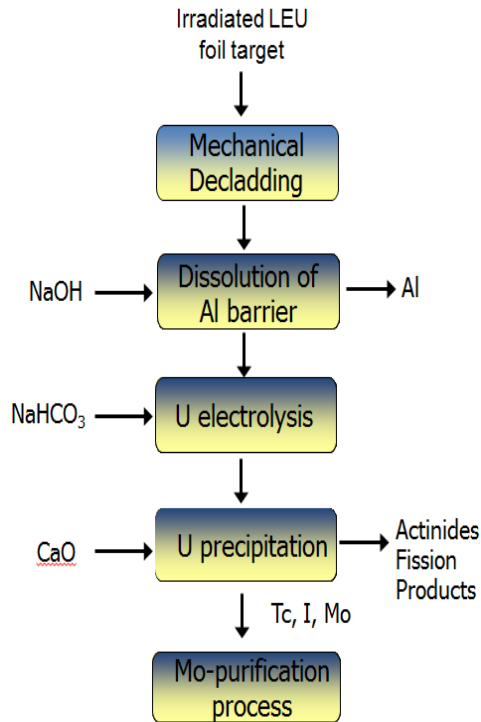 Irradiated LEU
foil target
Mechanical
Decladding
NaOH
Dissolution of
Al barrier
Al
NaHCO₃
U electrolysis
CaO
U precipitation
Actinides
Fission
Products
Tc, I, Mo
Mo-purification
process